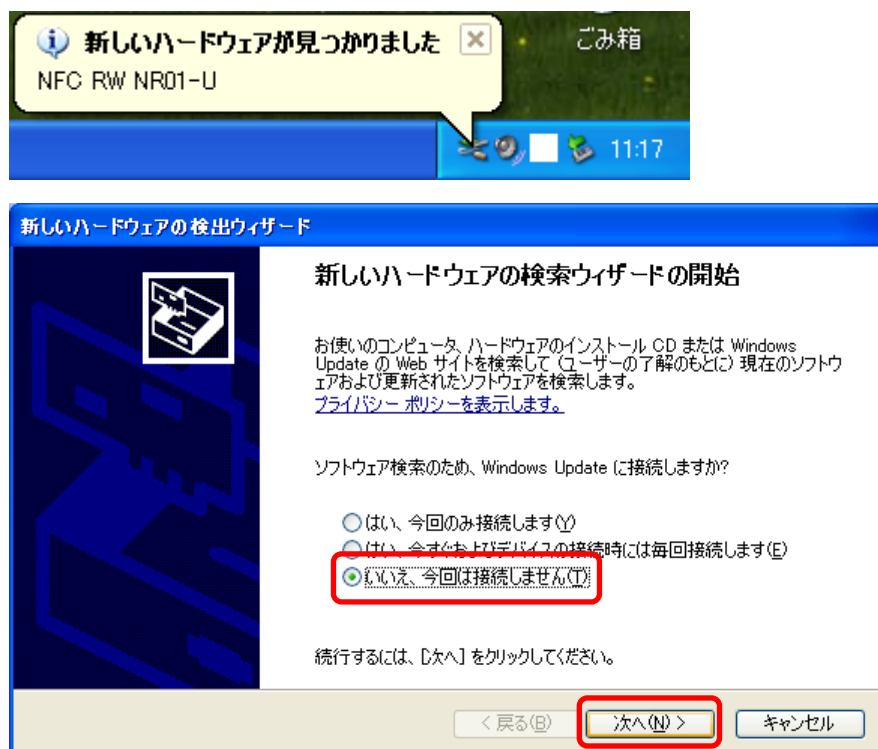 新しいハードウェアが見つかりました
ごみ箱
NFC RW NR01-U
11:17
新しいハードウェアの検出ウィザード
新しいハードウェアの検索ウィザードの開始
お使いのコンピュータ、ハードウェアのインストール CD または Windows
Update の Web サイトを検索して (ユーザーの了解のもとに) 現在のソフトウ
ェアおよび更新されたソフトウェアを検索します。
プライバシー ポリシーを表示します。
ソフトウェア検索のため、Windows Update に接続しますか?
はい、今回のみ接続します(Y)
はい、今すぐおよびデバイスの接続時には毎回接続します(E)
いいえ、今回は接続しません(T)
続行するには、[次へ] をクリックしてください。
< 戻る(B)
次へ(N) >
キャンセル